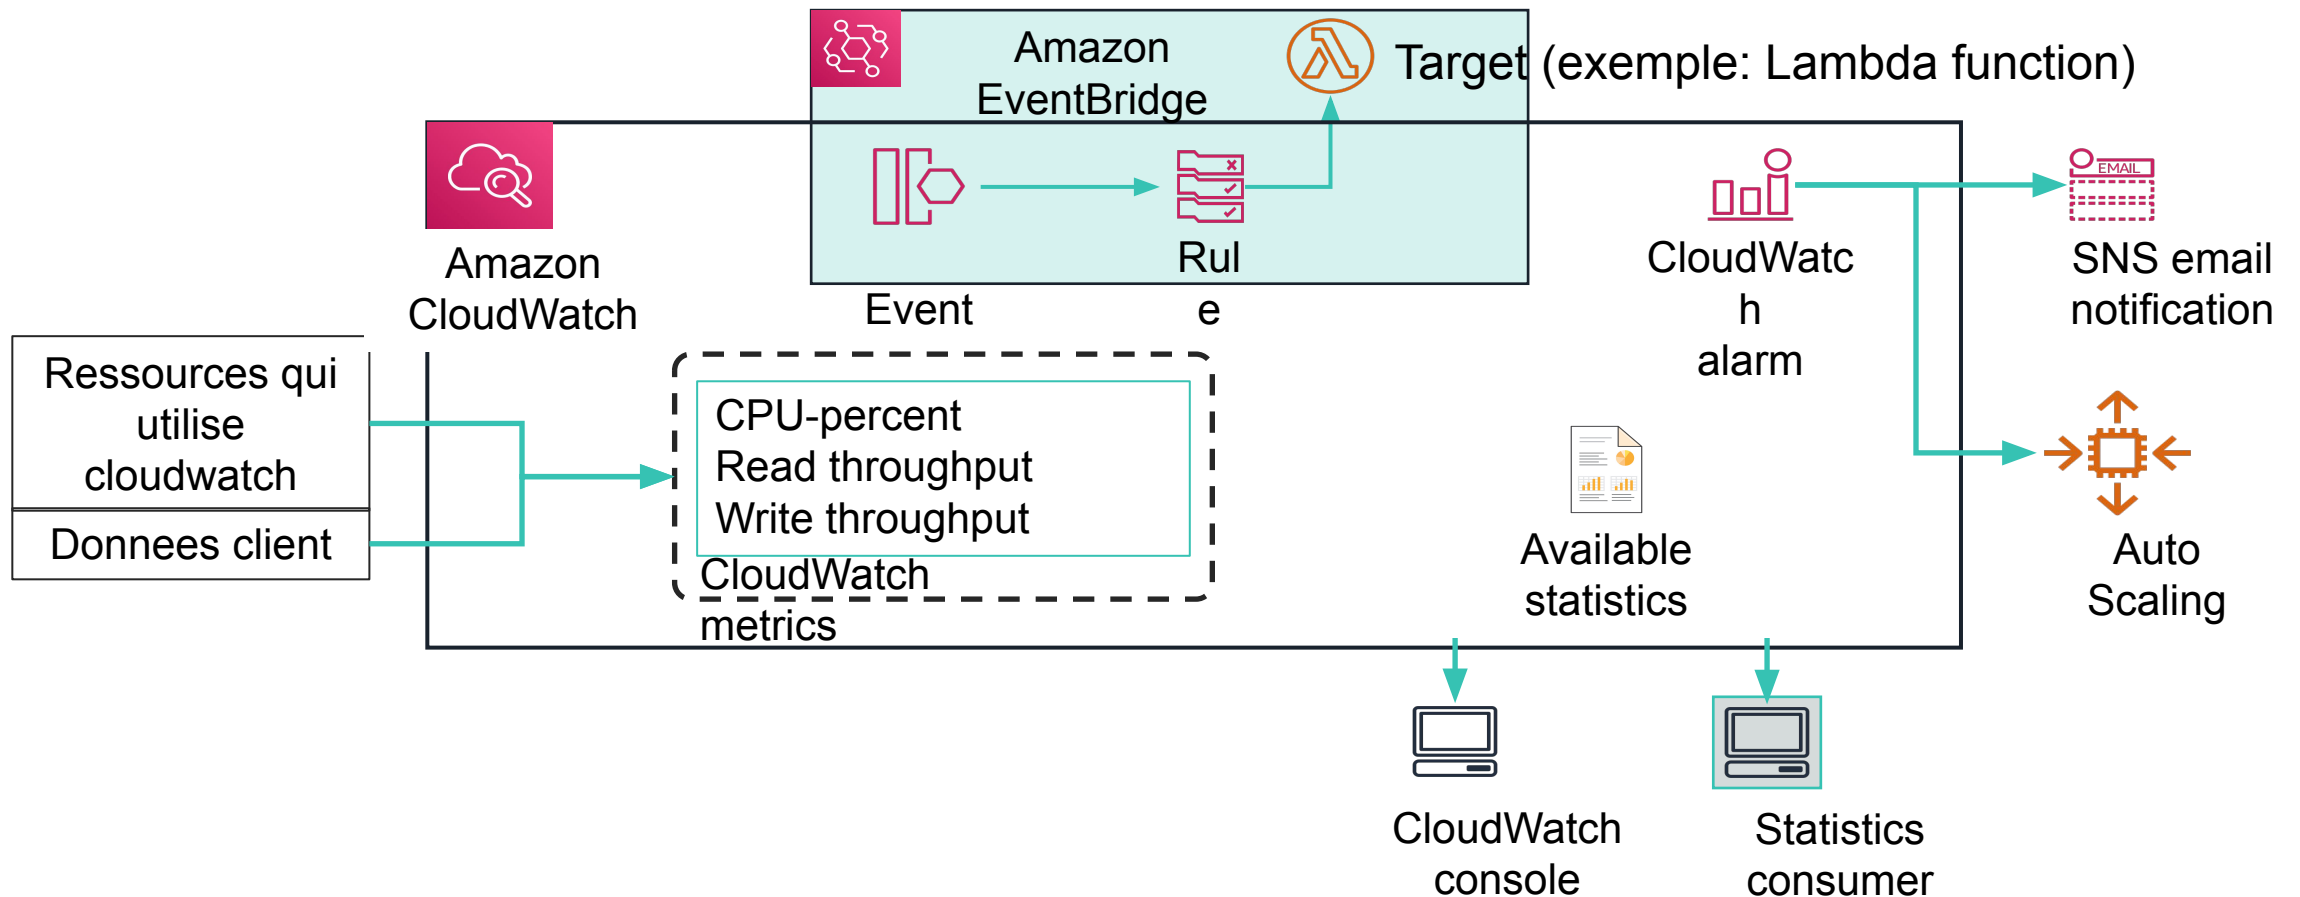 Amazon
EventBridge
Target (exemple: Lambda function)
Amazon
CloudWatch
Event
Rul
e
CloudWatc
h
alarm
EMAIL
SNS email
notification
Ressources qui
utilise
cloudwatch
Donnees client
CPU-percent
Read throughput
Write throughput
CloudWatch
metrics
Available
statistics
Auto
Scaling
CloudWatch
console
Statistics
consumer